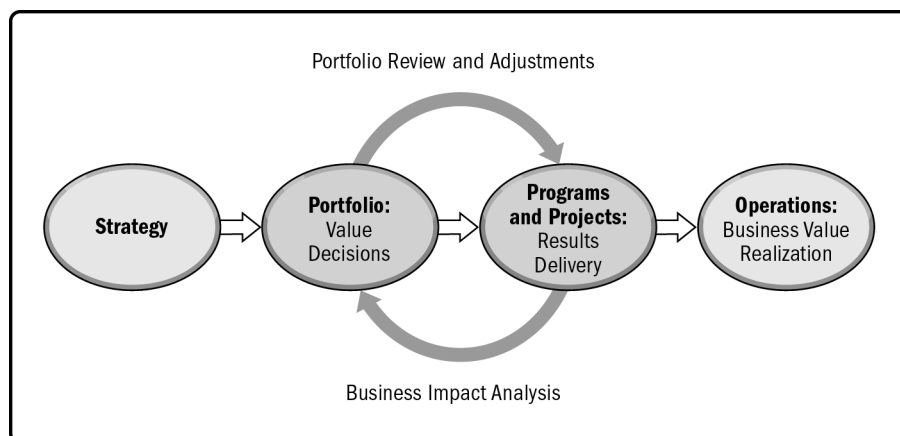 Portfolio Review and Adjustments
Strategy
Portfolio:
Value
Decisions
Programs
and Projects:
Results
Delivery
Operations:
Business Value
Realization
Business Impact Analysis